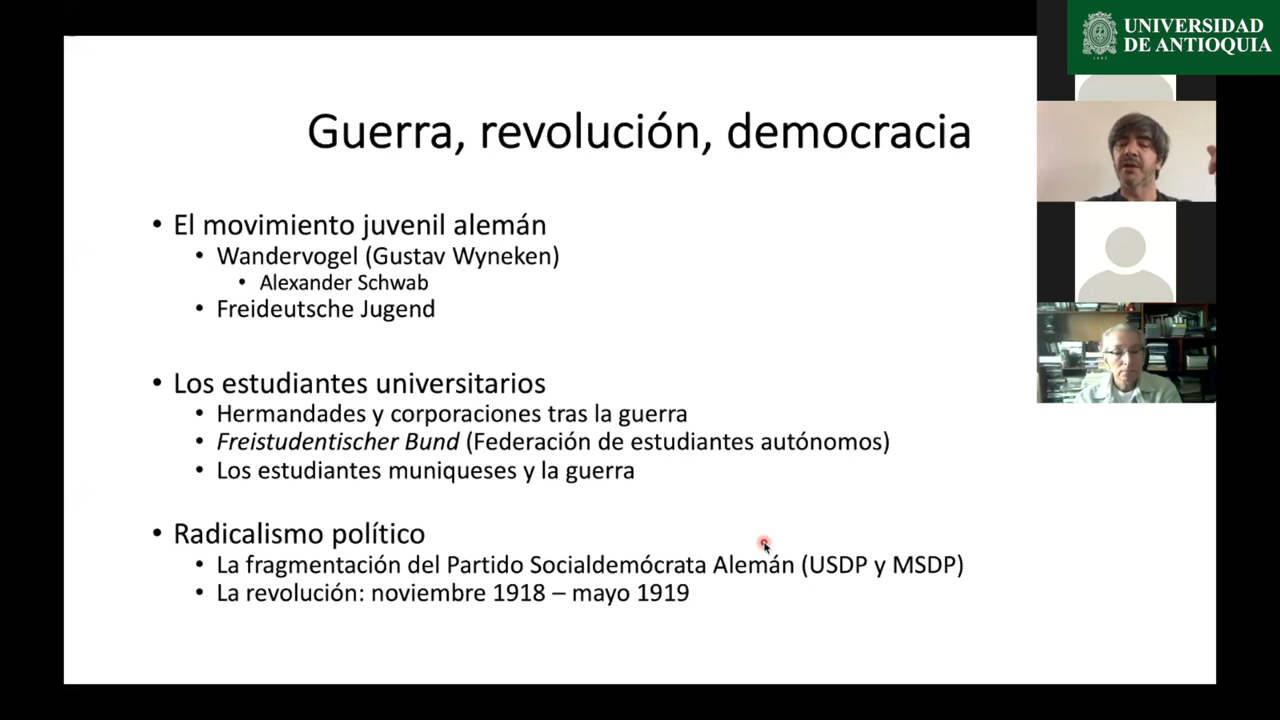 UNIVERSIDAD
DE ANTIOQUIA
Guerra, revolución, democracia
• El movimiento juvenil alemán
• Wandervogel (Gustav Wyneken)
• Alexander Schwab
• Freideutsche Jugend
• Los estudiantes universitarios
• Hermandades y corporaciones tras la guerra
• Freistudentischer Bund (Federación de estudiantes autónomos)
• Los estudiantes muniqueses y la guerra
• Radicalismo político
• La fragmentación del Partido Socialdemócrata Alemán (USDP y MSDP)
• La revolución: noviembre 1918 – mayo 1919